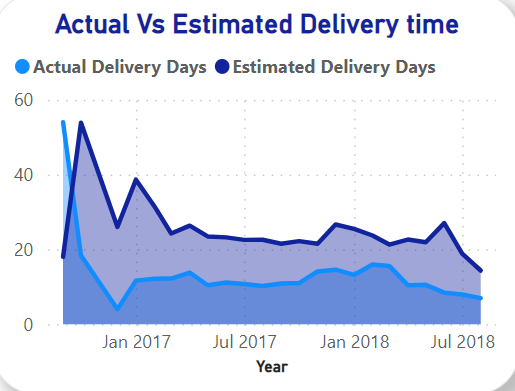 Actual Vs Estimated Delivery time
Actual Delivery Days Estimated Delivery Days
60
40
20
0
Jan 2017 Jul 2017 Jan 2018 Jul 2018
Year